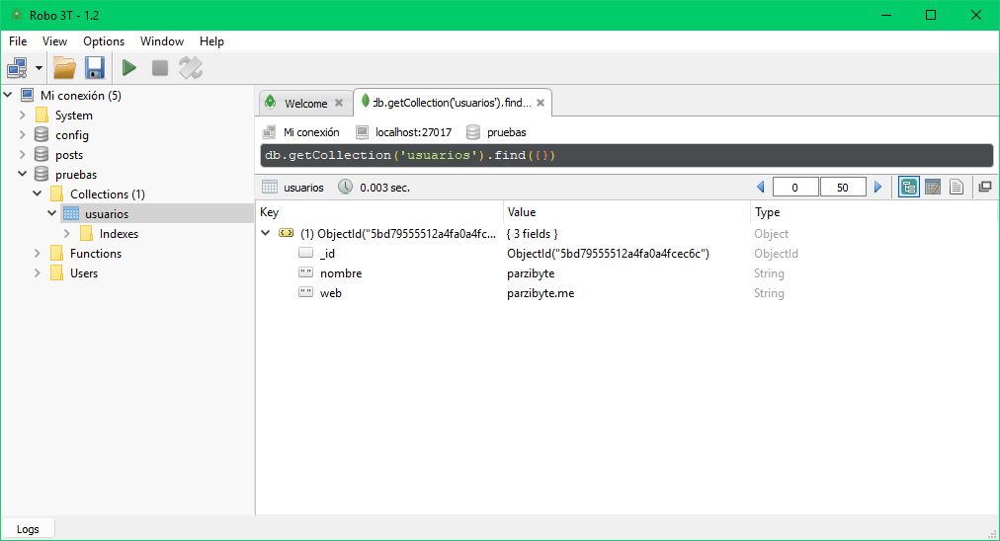 Robo 3T - 1.2
File View Options Window Help
Mi conexión (5)
System
config
posts
pruebas
Collections (1)
usuarios
Indexes
Functions
Users
Welcome db.getCollection('usuarios').find...
Mi conexión localhost:27017 pruebas
db.getCollection('usuarios').find({})
usuarios 0.003 sec. 0 50
Key Value Type
(1) ObjectId("5bd79555512a4fa0a4fc... { 3 fields } Object
_id ObjectId("5bd79555512a4fa0a4fcec6c") ObjectId
"" nombre parzibyte String
"" web parzibyte.me String
Logs